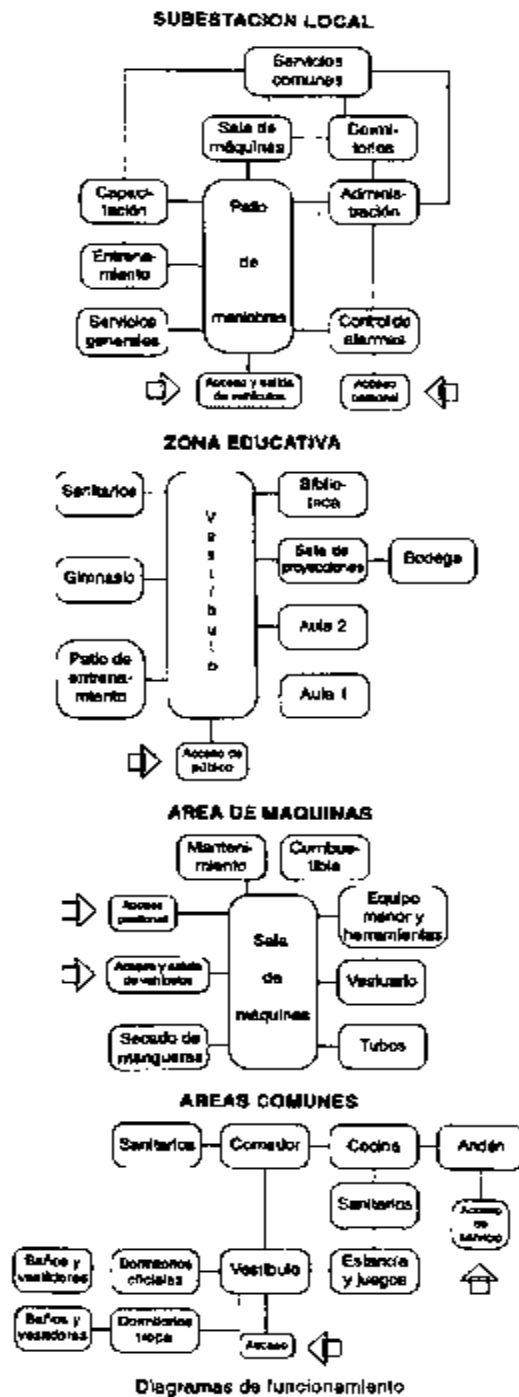 SUBESTACION LOCAL
Servicios
comunes
Sala de
máquinas
Dormi-
torios
Capaci-
tación
Patio
de
maniobras
Adminis-
tración
Entrena-
miento
Servicios
generales
Control de
alarmas
Acceso y salida
de vehículos
Acceso
personal
ZONA EDUCATIVA
Sanitarios
Vestíbulo
Biblio-
teca
Sala de
proyecciones
Bodega
Gimnasio
Aula 2
Patio de
entrena-
miento
Aula 1
Acceso de
público
AREA DE MAQUINAS
Manteni-
miento
Combus-
tible
Acceso
peatonal
Sala
de
máquinas
Equipo
menor y
herramientas
Acceso y salida
de vehículos
Vestuario
Secado de
mangueras
Tubos
AREAS COMUNES
Sanitarios
Comedor
Cocina
Andén
Sanitarios
Acceso
de
servicio
Baños y
vestidores
Dormitorios
oficiales
Vestíbulo
Estancia
y juegos
Baños y
vestidores
Dormitorios
tropa
Acceso
Diagramas de funcionamiento